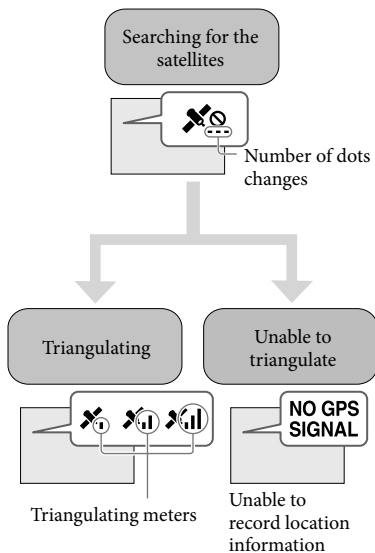 Searching for the
satellites
Number of dots
changes
Triangulating
Unable to
triangulate
NO GPS
SIGNAL
Triangulating meters
Unable to
record location
information